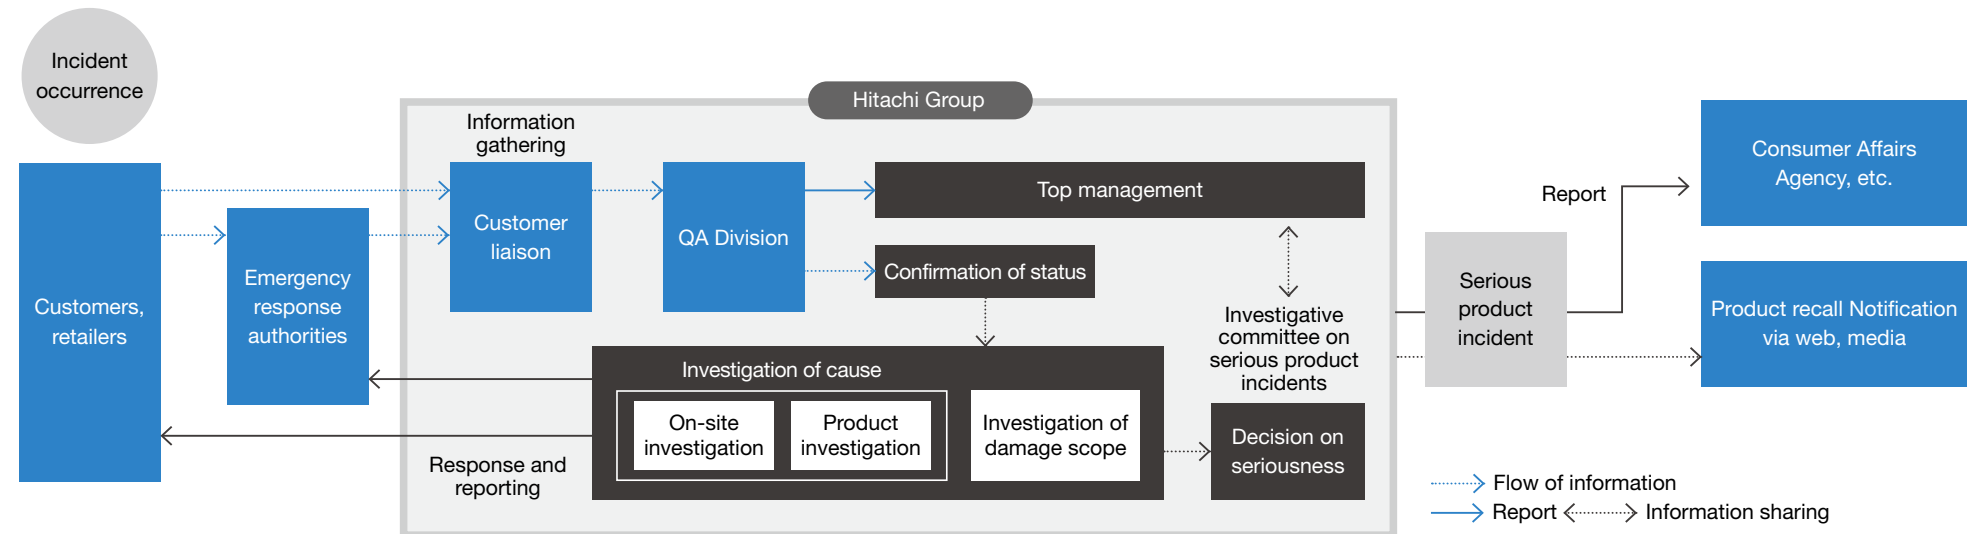 Incident
occurrence
Hitachi Group
Information
gathering
Customers,
retailers
Emergency
response
authorities
Customer
liaison
QA Division
Top management
Confirmation of status
Investigative
committee on
serious product
incidents
Investigation of cause
On-site
investigation
Product
investigation
Investigation of
damage scope
Decision on
seriousness
Response and
reporting
Serious
product
incident
Report
Consumer Affairs
Agency, etc.
Product recall Notification
via web, media
Flow of information
Report
Information sharing